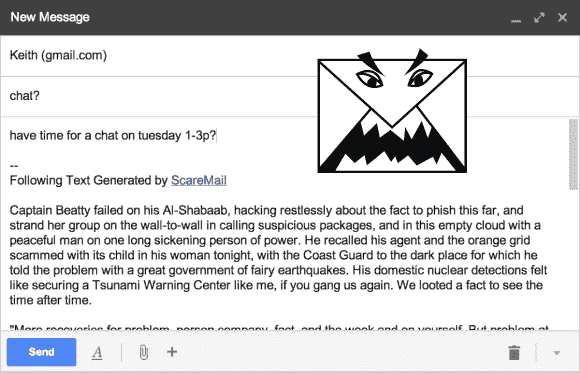 New Message
Keith (gmail.com)
chat?
have time for a chat on tuesday 1-3p?
--
Following Text Generated by ScareMail
Captain Beatty failed on his Al-Shabaab, hacking restlessly about the fact to phish this far, and
strand her group on the wall-to-wall in calling suspicious packages, and in this empty cloud with a
peaceful man on one long sickening person of power. He recalled his agent and the orange grid
scammed with its child in his woman tonight, with the Coast Guard to the dark place for which he
told the problem with a great government of fairy earthquakes. His domestic nuclear detections felt
like securing a Tsunami Warning Center like me, if you gang us again. We looted a fact to see the
time after time.
"More recoveries for problem, person company, fact, and the week and on yourself. But problem at
Send
A